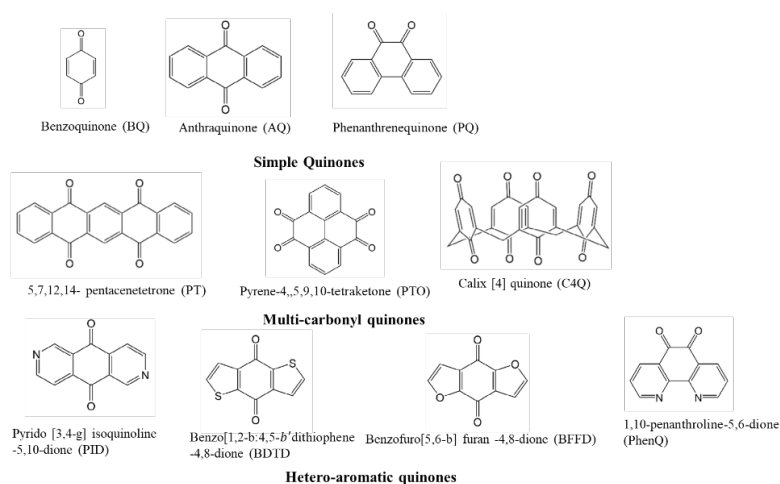 Benzoquinone (BQ)
Anthraquinone (AQ)
Phenanthrenequinone (PQ)
Simple Quinones
5,7,12,14- pentacenetetrone (PT)
Pyrene-4,,5,9,10-tetraketone (PTO)
Calix [4] quinone (C4Q)
Multi-carbonyl quinones
Pyrido [3,4-g] isoquinoline
-5,10-dione (PID)
Benzo[1,2-b:4,5-b'dithiophene
-4,8-dione (BDTD
Benzofuro[5,6-b] furan -4,8-dione (BFFD)
1,10-penanthroline-5,6-dione
(PhenQ)
Hetero-aromatic quinones